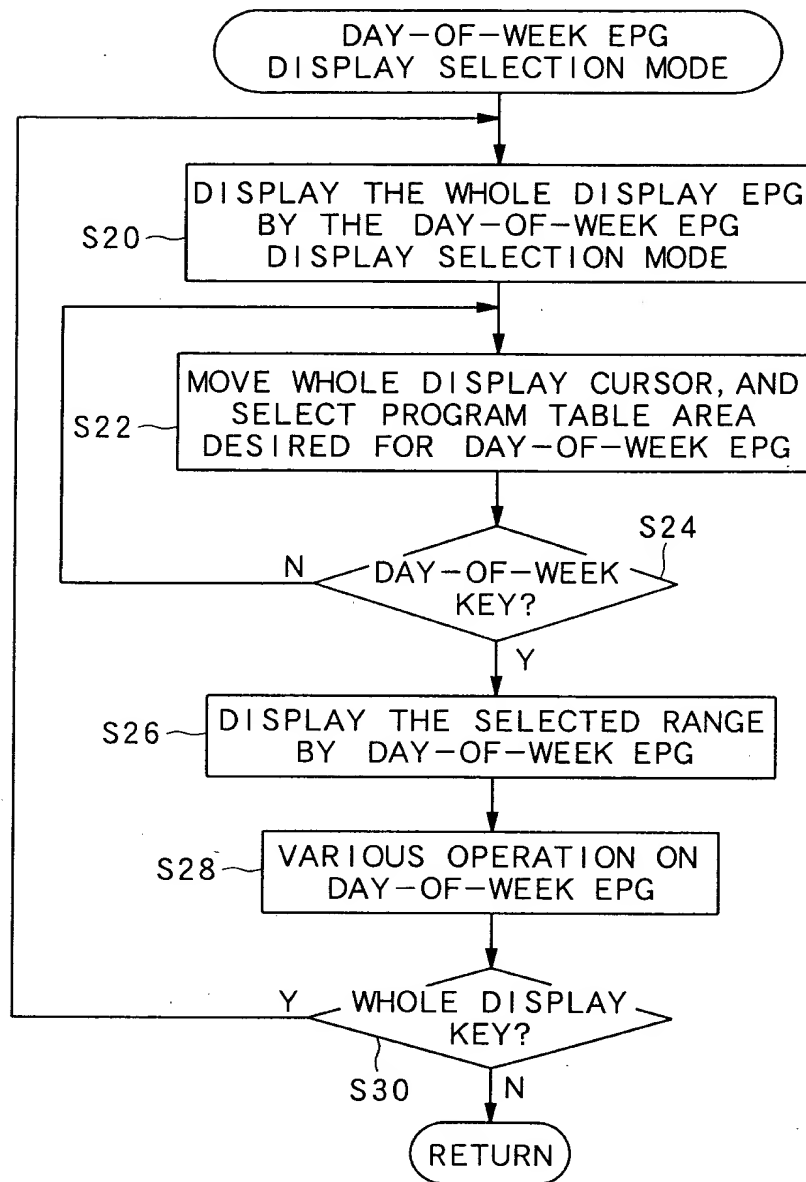 DAY-OF-WEEK EPG
DISPLAY SELECTION MODE
DISPLAY THE WHOLE DISPLAY EPG
BY THE DAY-OF-WEEK EPG
DISPLAY SELECTION MODE
S20
MOVE WHOLE DISPLAY CURSOR, AND
SELECT PROGRAM TABLE AREA
DESIRED FOR DAY-OF-WEEK EPG
S22
S24
N
DAY-OF-WEEK
KEY?
Y
DISPLAY THE SELECTED RANGE
BY DAY-OF-WEEK EPG
S26
VARIOUS OPERATION ON
DAY-OF-WEEK EPG
S28
Y
WHOLE DISPLAY
KEY?
S30
N
RETURN